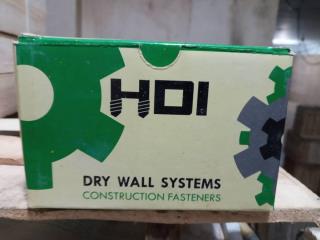 HDI
DRY WALL SYSTEMS
CONSTRUCTION FASTENERS